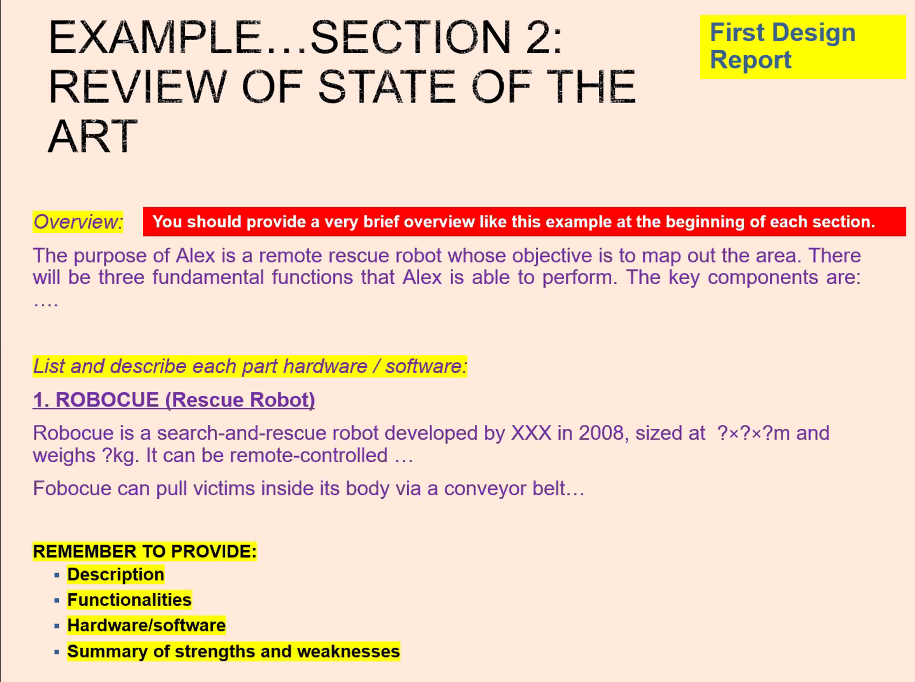 EXAMPLE...SECTION 2:
REVIEW OF STATE OF THE
ART
First Design
Report
Overview:
You should provide a very brief overview like this example at the beginning of each section.
The purpose of Alex is a remote rescue robot whose objective is to map out the area. There
will be three fundamental functions that Alex is able to perform. The key components are:
....
List and describe each part hardware / software:
1. ROBOCUE (Rescue Robot)
Robocue is a search-and-rescue robot developed by XXX in 2008, sized at ?×?×?m and
weighs ?kg. It can be remote-controlled …
Fobocue can pull victims inside its body via a conveyor belt…
REMEMBER TO PROVIDE:
▪ Description
▪ Functionalities
▪ Hardware/software
▪ Summary of strengths and weaknesses